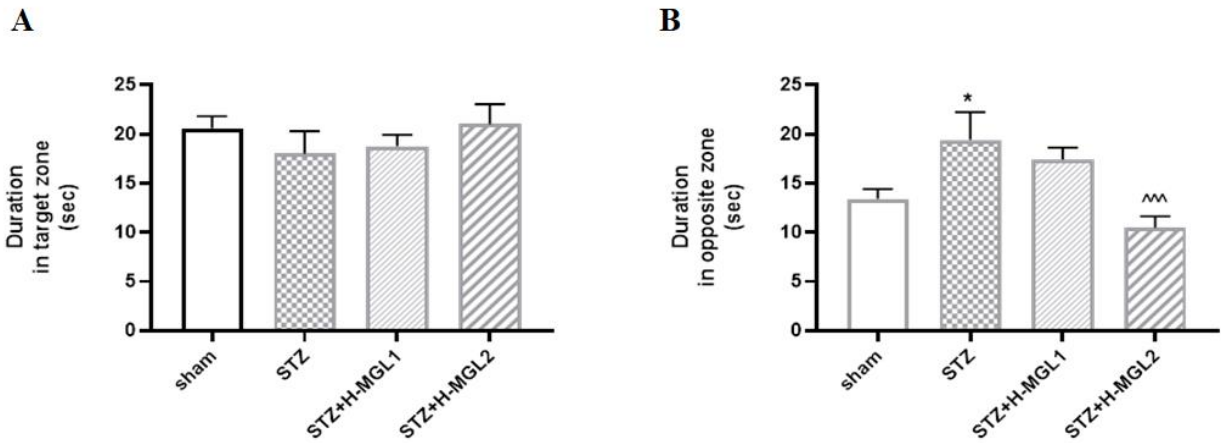 A
Duration
in target zone
(sec)
25
20
15
10
5
0
sham
STZ
STZ+H-MGL1
STZ+H-MGL2
B
Duration
in opposite zone
(sec)
25
20
15
10
5
0
*
^^^
sham
STZ
STZ+H-MGL1
STZ+H-MGL2